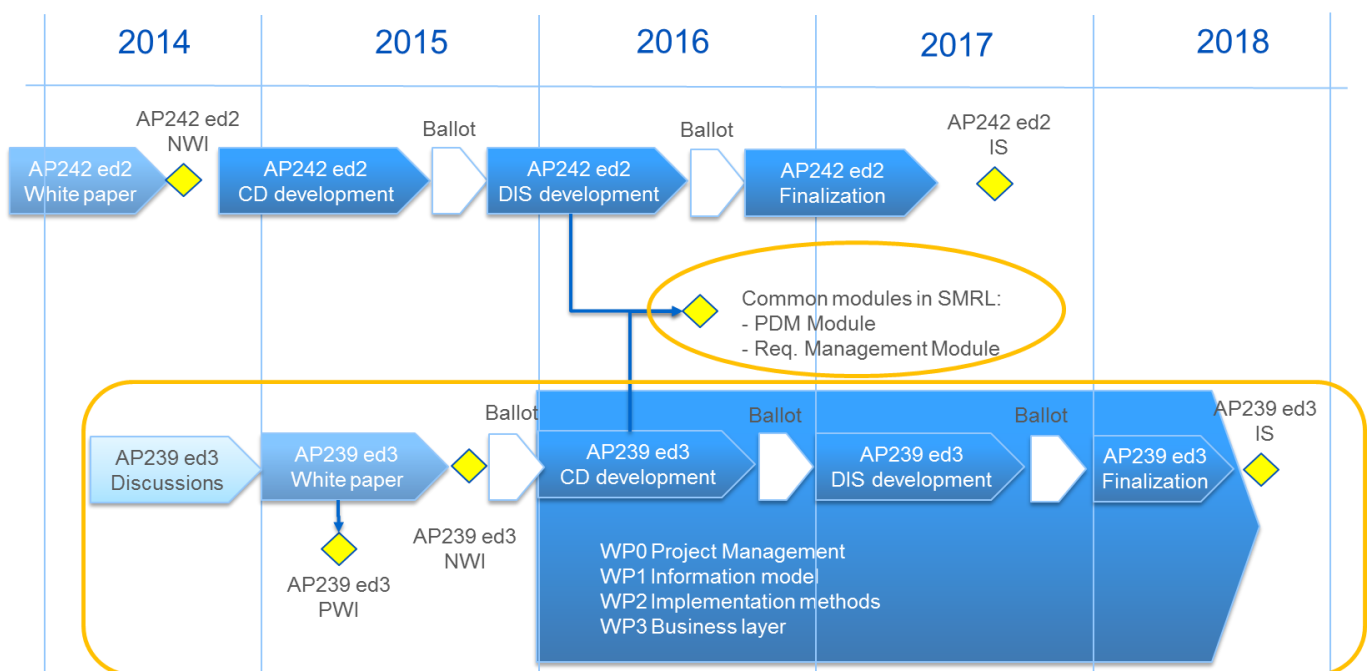 2014
2015
2016
2017
2018
AP242 ed2
NWI
Ballot
Ballot
AP242 ed2
IS
AP242 ed2
White paper
AP242 ed2
CD development
AP242 ed2
DIS development
AP242 ed2
Finalization
Common modules in SMRL:
- PDM Module
- Req. Management Module
Ballot
Ballot
Ballot
AP239 ed3
IS
AP239 ed3
Discussions
AP239 ed3
White paper
AP239 ed3
CD development
AP239 ed3
DIS development
AP239 ed3
Finalization
AP239 ed3
NWI
AP239 ed3
PWI
WP0 Project Management
WP1 Information model
WP2 Implementation methods
WP3 Business layer